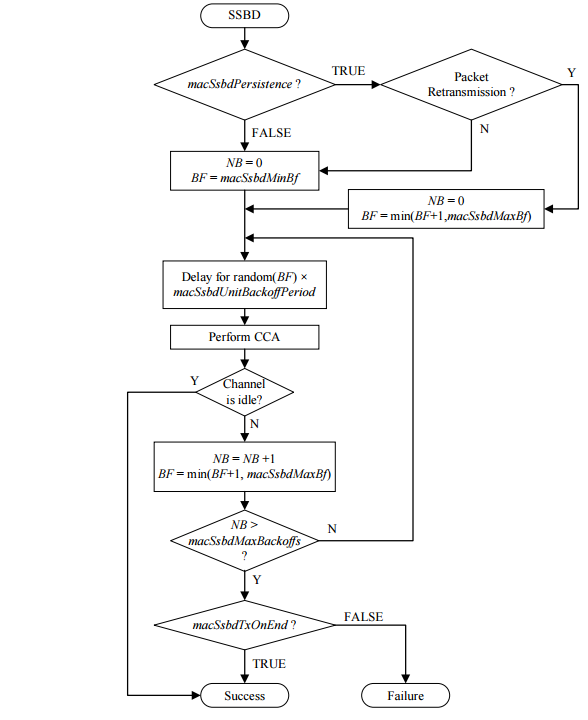 SSBD
macSsbdPersistence ?
TRUE
Packet
Retransmission ?
Y
FALSE
N
NB = 0
BF = macSsbdMinBf
NB = 0
BF = min(BF+1,macSsbdMaxBf)
Delay for random(BF) ×
macSsbdUnitBackoffPeriod
Perform CCA
Y
Channel
is idle?
N
NB = NB +1
BF = min(BF+1, macSsbdMaxBf)
NB >
macSsbdMaxBackoffs
?
N
Y
macSsbdTxOnEnd ?
FALSE
TRUE
Success
Failure